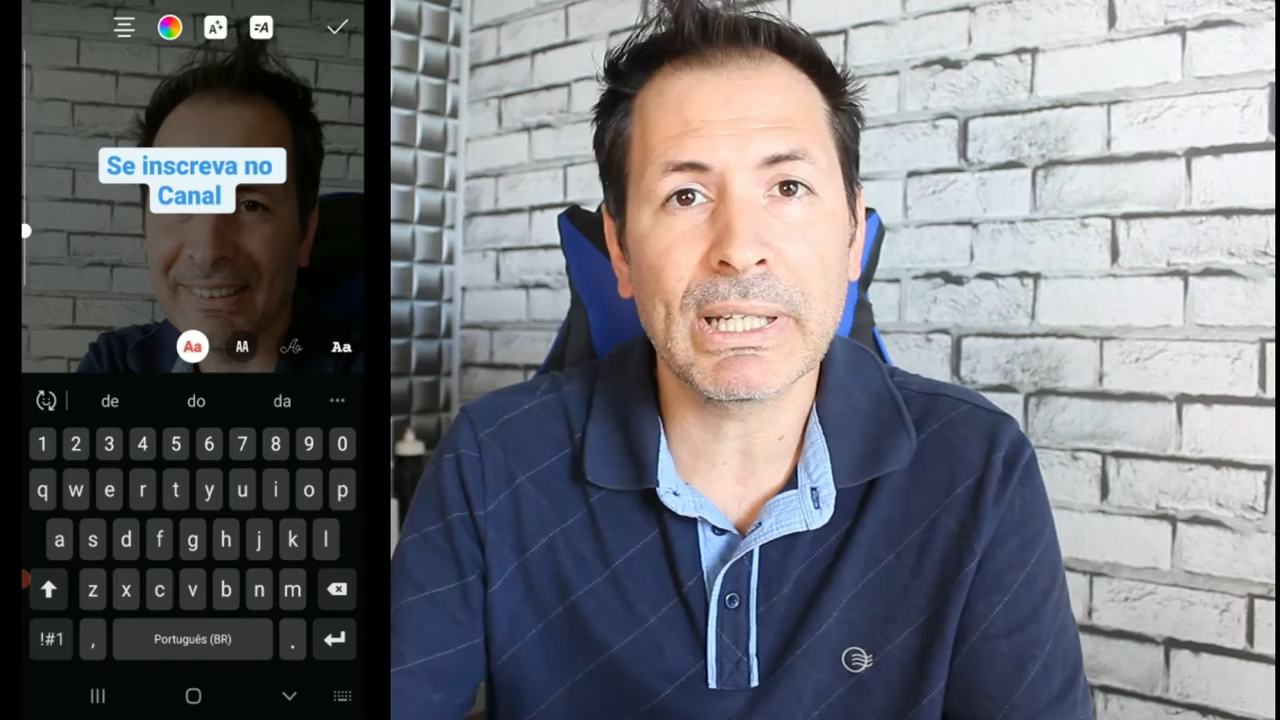 A+
=A
Se inscreva no
Canal
Aa
AA
Aa
Aa
de
do
da
...
1 2 3 4 5 6 7 8 9 0
q w e r t y u i o p
a s d f g h j k l
z x c v b n m
!#1 , Português (BR) .